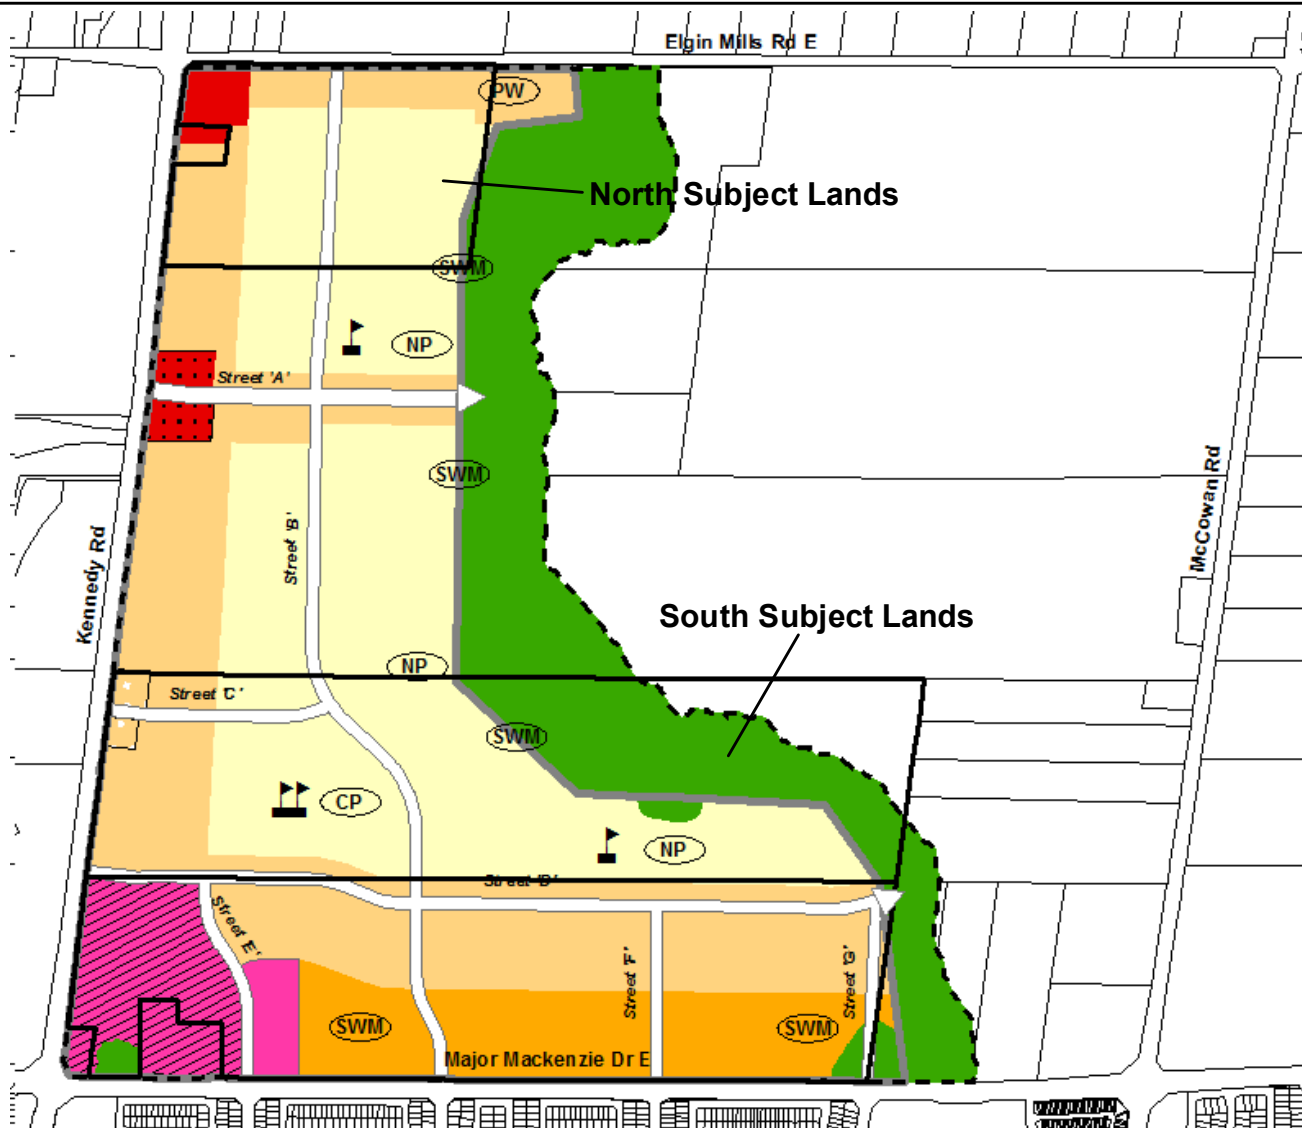 Elgin Mills Rd E
PW
North Subject Lands
SWM
NP
Street 'A'
SWM
Street 'B'
Kennedy Rd
McCowan Rd
South Subject Lands
NP
Street 'C'
SWM
CP
NP
Street 'D'
Street 'E'
Street 'F'
Street 'G'
SWM
SWM
Major Mackenzie Dr E